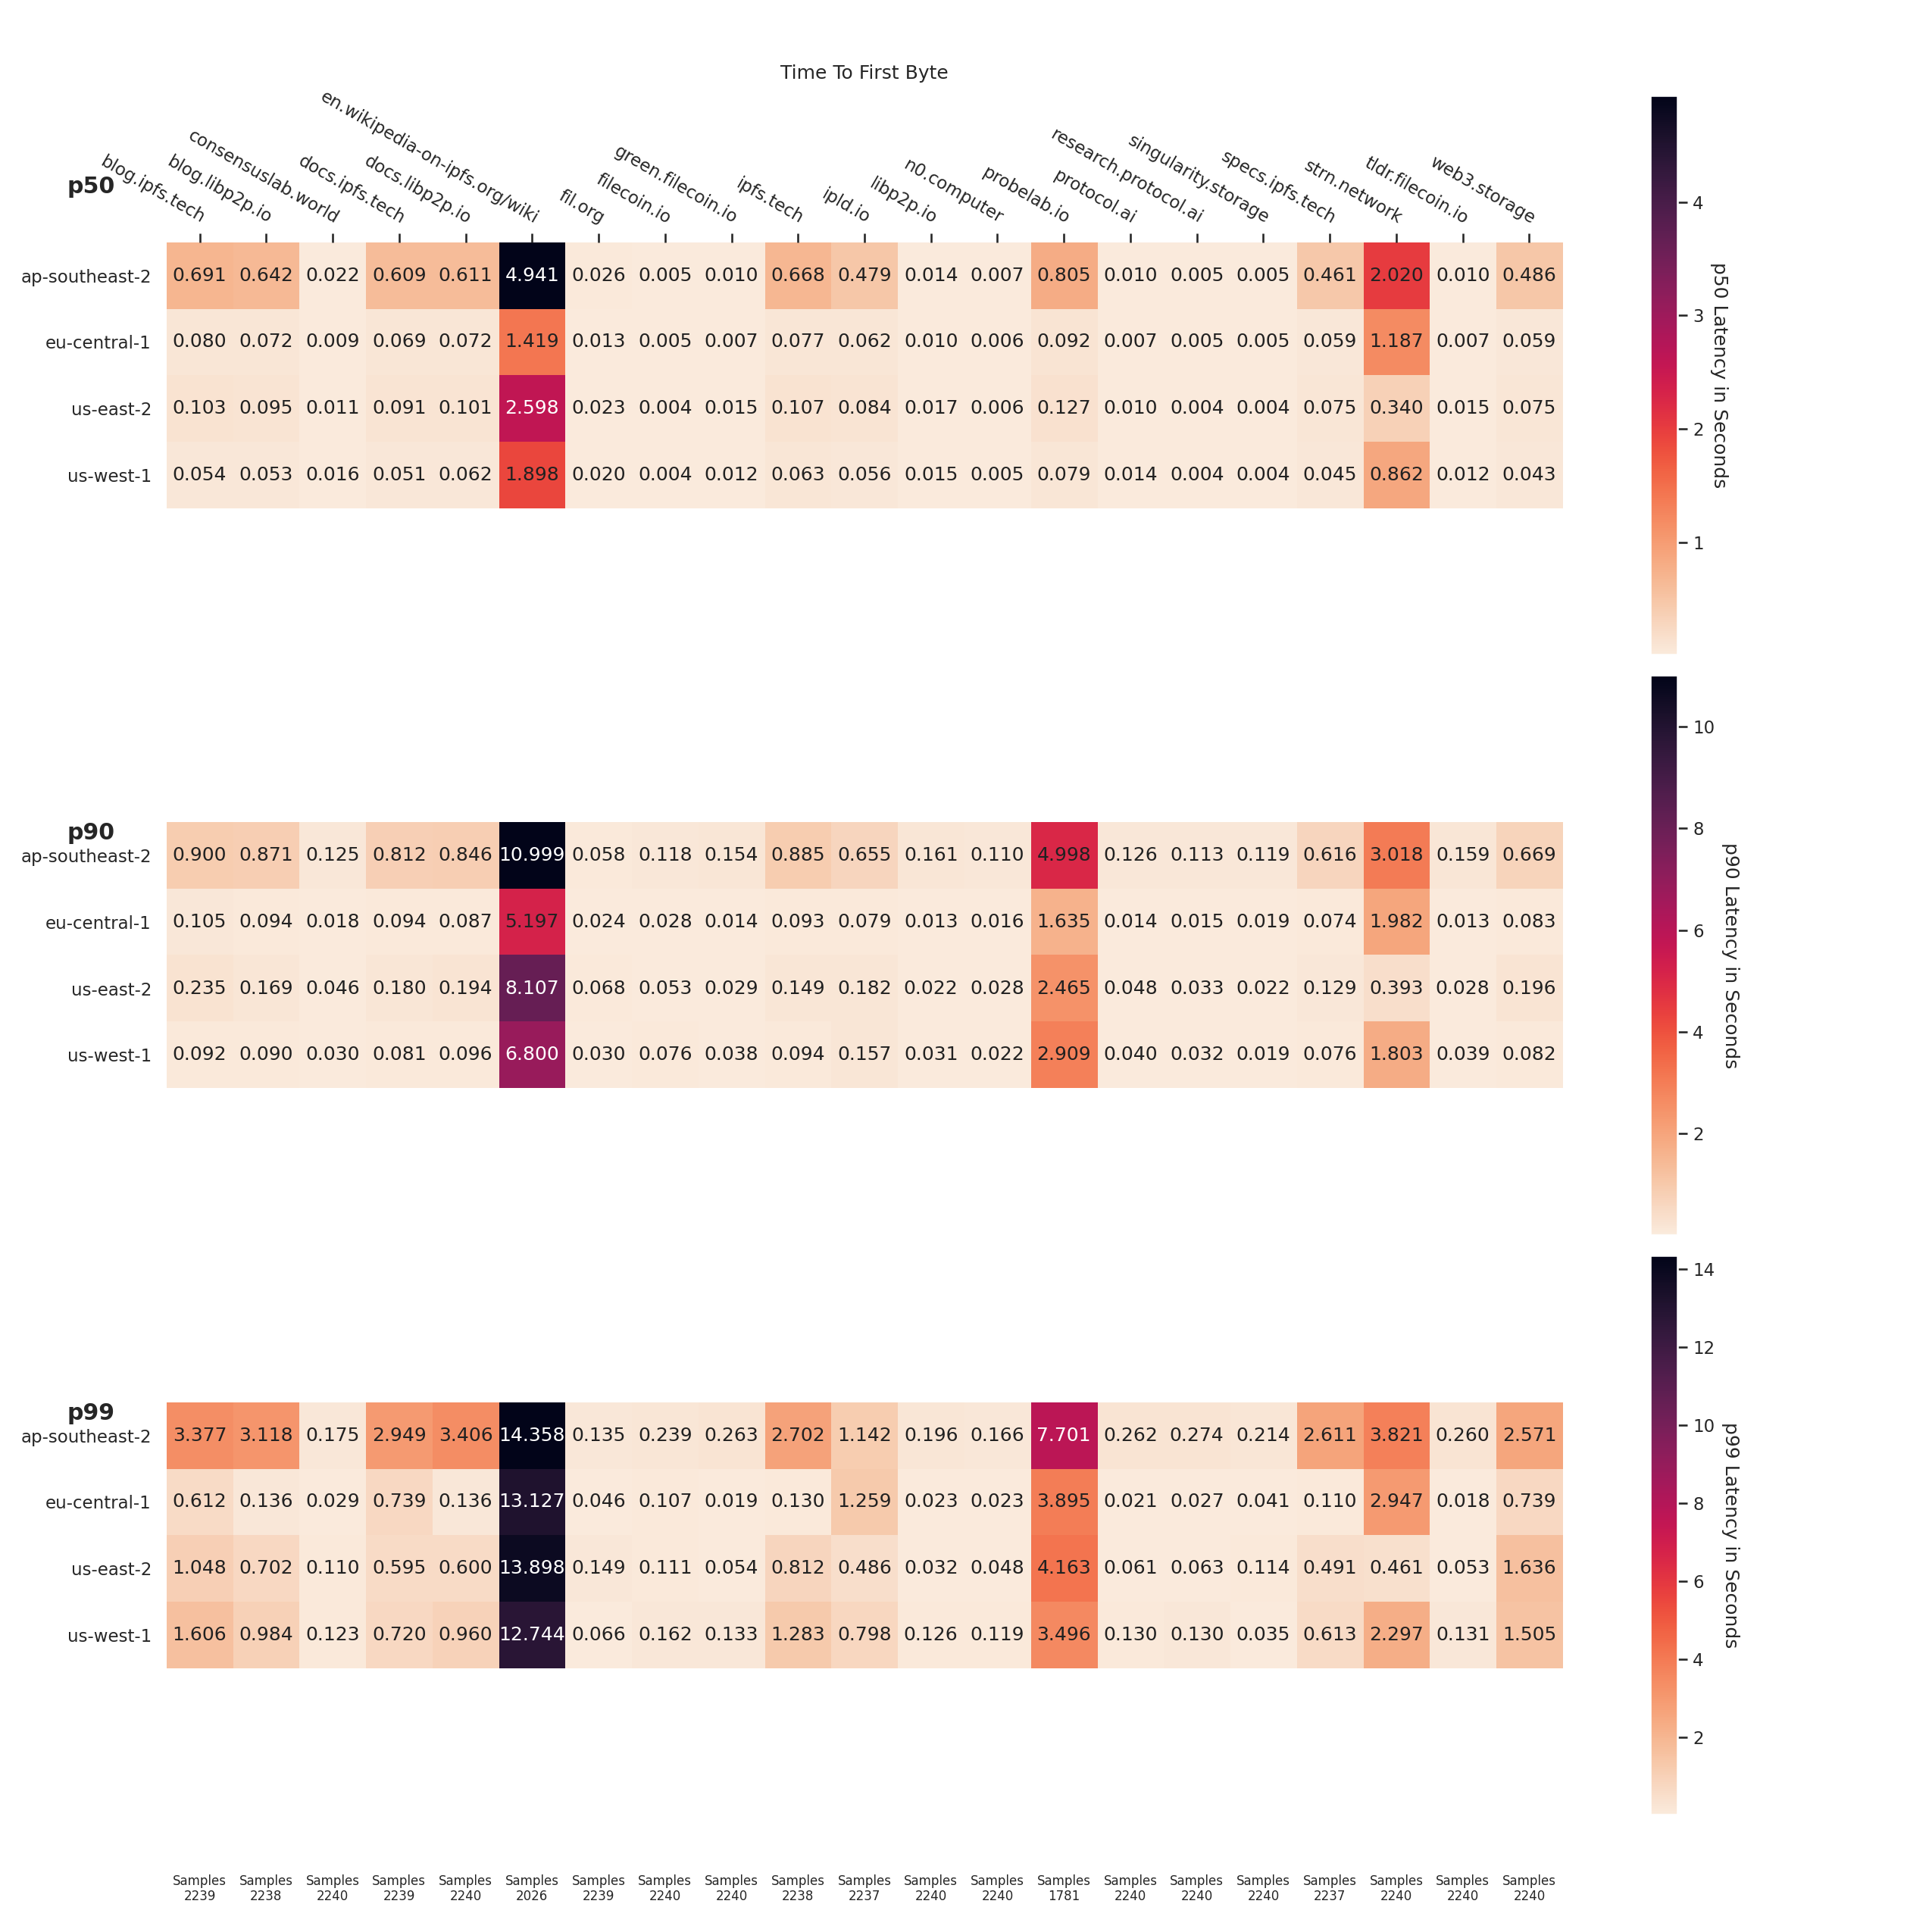 Time To First Byte
p50
blog.ipfs.tech
blog.libp2p.io
consensuslab.world
docs.ipfs.tech
docs.libp2p.io
en.wikipedia-on-ipfs.org/wiki
fil.org
filecoin.io
green.filecoin.io
ipfs.tech
ipld.io
libp2p.io
n0.computer
probelab.io
protocol.ai
research.protocol.ai
singularity.storage
specs.ipfs.tech
strn.network
tldr.filecoin.io
web3.storage
ap-southeast-2 0.691 0.642 0.022 0.609 0.611 4.941 0.026 0.005 0.010 0.668 0.479 0.014 0.007 0.805 0.010 0.005 0.005 0.461 2.020 0.010 0.486
eu-central-1 0.080 0.072 0.009 0.069 0.072 1.419 0.013 0.005 0.007 0.077 0.062 0.010 0.006 0.092 0.007 0.005 0.005 0.059 1.187 0.007 0.059
us-east-2 0.103 0.095 0.011 0.091 0.101 2.598 0.023 0.004 0.015 0.107 0.084 0.017 0.006 0.127 0.010 0.004 0.004 0.075 0.340 0.015 0.075
us-west-1 0.054 0.053 0.016 0.051 0.062 1.898 0.020 0.004 0.012 0.063 0.056 0.015 0.005 0.079 0.014 0.004 0.004 0.045 0.862 0.012 0.043
4
3
2
1
p50 Latency in Seconds
p90
ap-southeast-2 0.900 0.871 0.125 0.812 0.846 10.999 0.058 0.118 0.154 0.885 0.655 0.161 0.110 4.998 0.126 0.113 0.119 0.616 3.018 0.159 0.669
eu-central-1 0.105 0.094 0.018 0.094 0.087 5.197 0.024 0.028 0.014 0.093 0.079 0.013 0.016 1.635 0.014 0.015 0.019 0.074 1.982 0.013 0.083
us-east-2 0.235 0.169 0.046 0.180 0.194 8.107 0.068 0.053 0.029 0.149 0.182 0.022 0.028 2.465 0.048 0.033 0.022 0.129 0.393 0.028 0.196
us-west-1 0.092 0.090 0.030 0.081 0.096 6.800 0.030 0.076 0.038 0.094 0.157 0.031 0.022 2.909 0.040 0.032 0.019 0.076 1.803 0.039 0.082
10
8
6
4
2
p90 Latency in Seconds
p99
ap-southeast-2 3.377 3.118 0.175 2.949 3.406 14.358 0.135 0.239 0.263 2.702 1.142 0.196 0.166 7.701 0.262 0.274 0.214 2.611 3.821 0.260 2.571
eu-central-1 0.612 0.136 0.029 0.739 0.136 13.127 0.046 0.107 0.019 0.130 1.259 0.023 0.023 3.895 0.021 0.027 0.041 0.110 2.947 0.018 0.739
us-east-2 1.048 0.702 0.110 0.595 0.600 13.898 0.149 0.111 0.054 0.812 0.486 0.032 0.048 4.163 0.061 0.063 0.114 0.491 0.461 0.053 1.636
us-west-1 1.606 0.984 0.123 0.720 0.960 12.744 0.066 0.162 0.133 1.283 0.798 0.126 0.119 3.496 0.130 0.130 0.035 0.613 2.297 0.131 1.505
14
12
10
8
6
4
2
p99 Latency in Seconds
Samples Samples Samples Samples Samples Samples Samples Samples Samples Samples Samples Samples Samples Samples Samples Samples Samples Samples Samples Samples Samples
2239 2238 2240 2239 2240 2026 2239 2240 2240 2238 2237 2240 2240 1781 2240 2240 2240 2237 2240 2240 2240